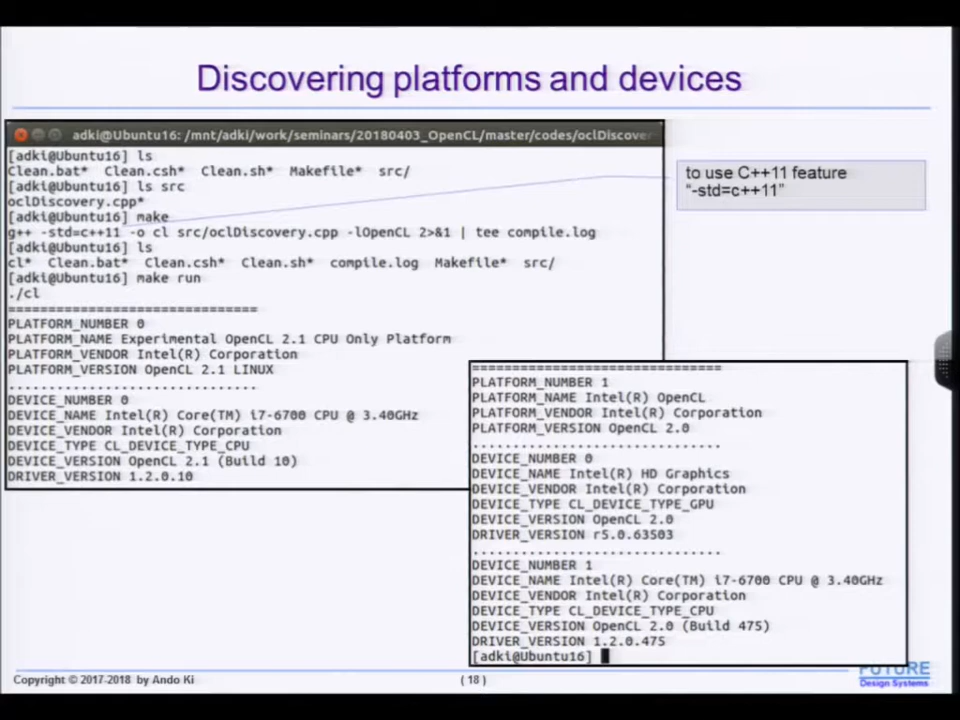 Discovering platforms and devices
adki@Ubuntu16: /mnt/adki/work/seminars/20180403_OpenCL/master/codes/oclDiscove
[adki@Ubuntu16] ls
Clean.bat*  Clean.csh*  Clean.sh*  Makefile*  src/
[adki@Ubuntu16] ls src
oclDiscovery.cpp*
[adki@Ubuntu16] make
g++ -std=c++11 -o cl src/oclDiscovery.cpp -lOpenCL 2>&1 | tee compile.log
[adki@Ubuntu16] ls
cl*  Clean.bat*  Clean.csh*  Clean.sh*  compile.log  Makefile*  src/
[adki@Ubuntu16] make run
./cl
===============================
PLATFORM_NUMBER 0
PLATFORM_NAME Experimental OpenCL 2.1 CPU Only Platform
PLATFORM_VENDOR Intel(R) Corporation
PLATFORM_VERSION OpenCL 2.1 LINUX
...............................
DEVICE_NUMBER 0
DEVICE_NAME Intel(R) Core(TM) i7-6700 CPU @ 3.40GHz
DEVICE_VENDOR Intel(R) Corporation
DEVICE_TYPE CL_DEVICE_TYPE_CPU
DEVICE_VERSION OpenCL 2.1 (Build 10)
DRIVER_VERSION 1.2.0.10
to use C++11 feature
"-std=c++11"
===============================
PLATFORM_NUMBER 1
PLATFORM_NAME Intel(R) OpenCL
PLATFORM_VENDOR Intel(R) Corporation
PLATFORM_VERSION OpenCL 2.0
...............................
DEVICE_NUMBER 0
DEVICE_NAME Intel(R) HD Graphics
DEVICE_VENDOR Intel(R) Corporation
DEVICE_TYPE CL_DEVICE_TYPE_GPU
DEVICE_VERSION OpenCL 2.0
DRIVER_VERSION r5.0.63503
...............................
DEVICE_NUMBER 1
DEVICE_NAME Intel(R) Core(TM) i7-6700 CPU @ 3.40GHz
DEVICE_VENDOR Intel(R) Corporation
DEVICE_TYPE CL_DEVICE_TYPE_CPU
DEVICE_VERSION OpenCL 2.0 (Build 475)
DRIVER_VERSION 1.2.0.475
[adki@Ubuntu16]
Copyright © 2017-2018 by Ando Ki
( 18 )
FUTURE
Design Systems